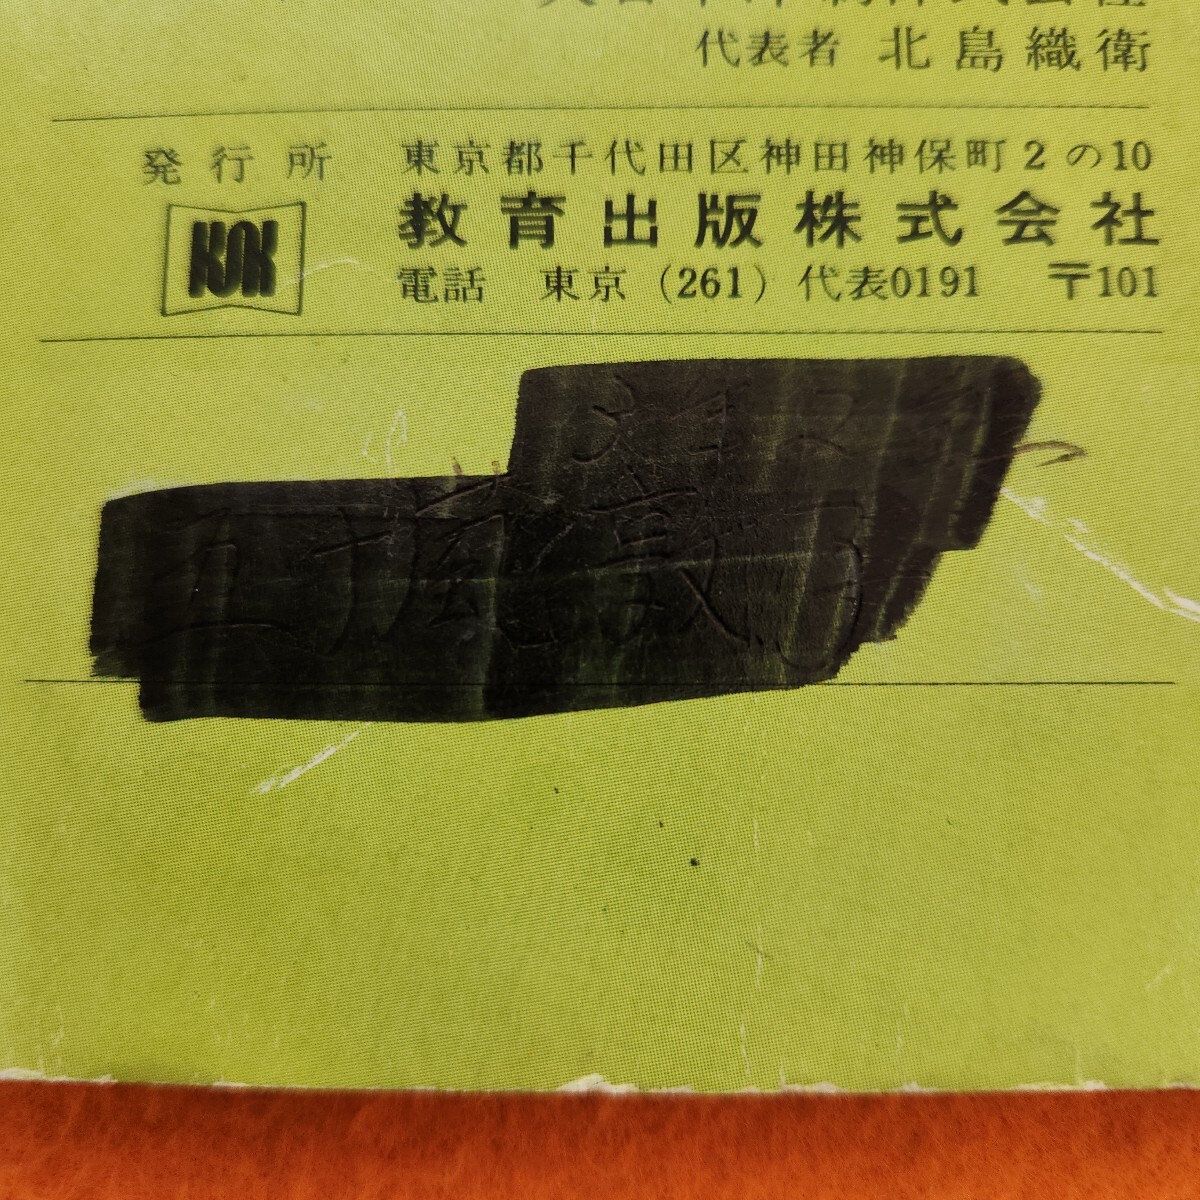 代表者 北島織衛
発行所 東京都千代田区神田神保町2の10
教育出版株式会社
電話 東京(261)代表0191 〒101